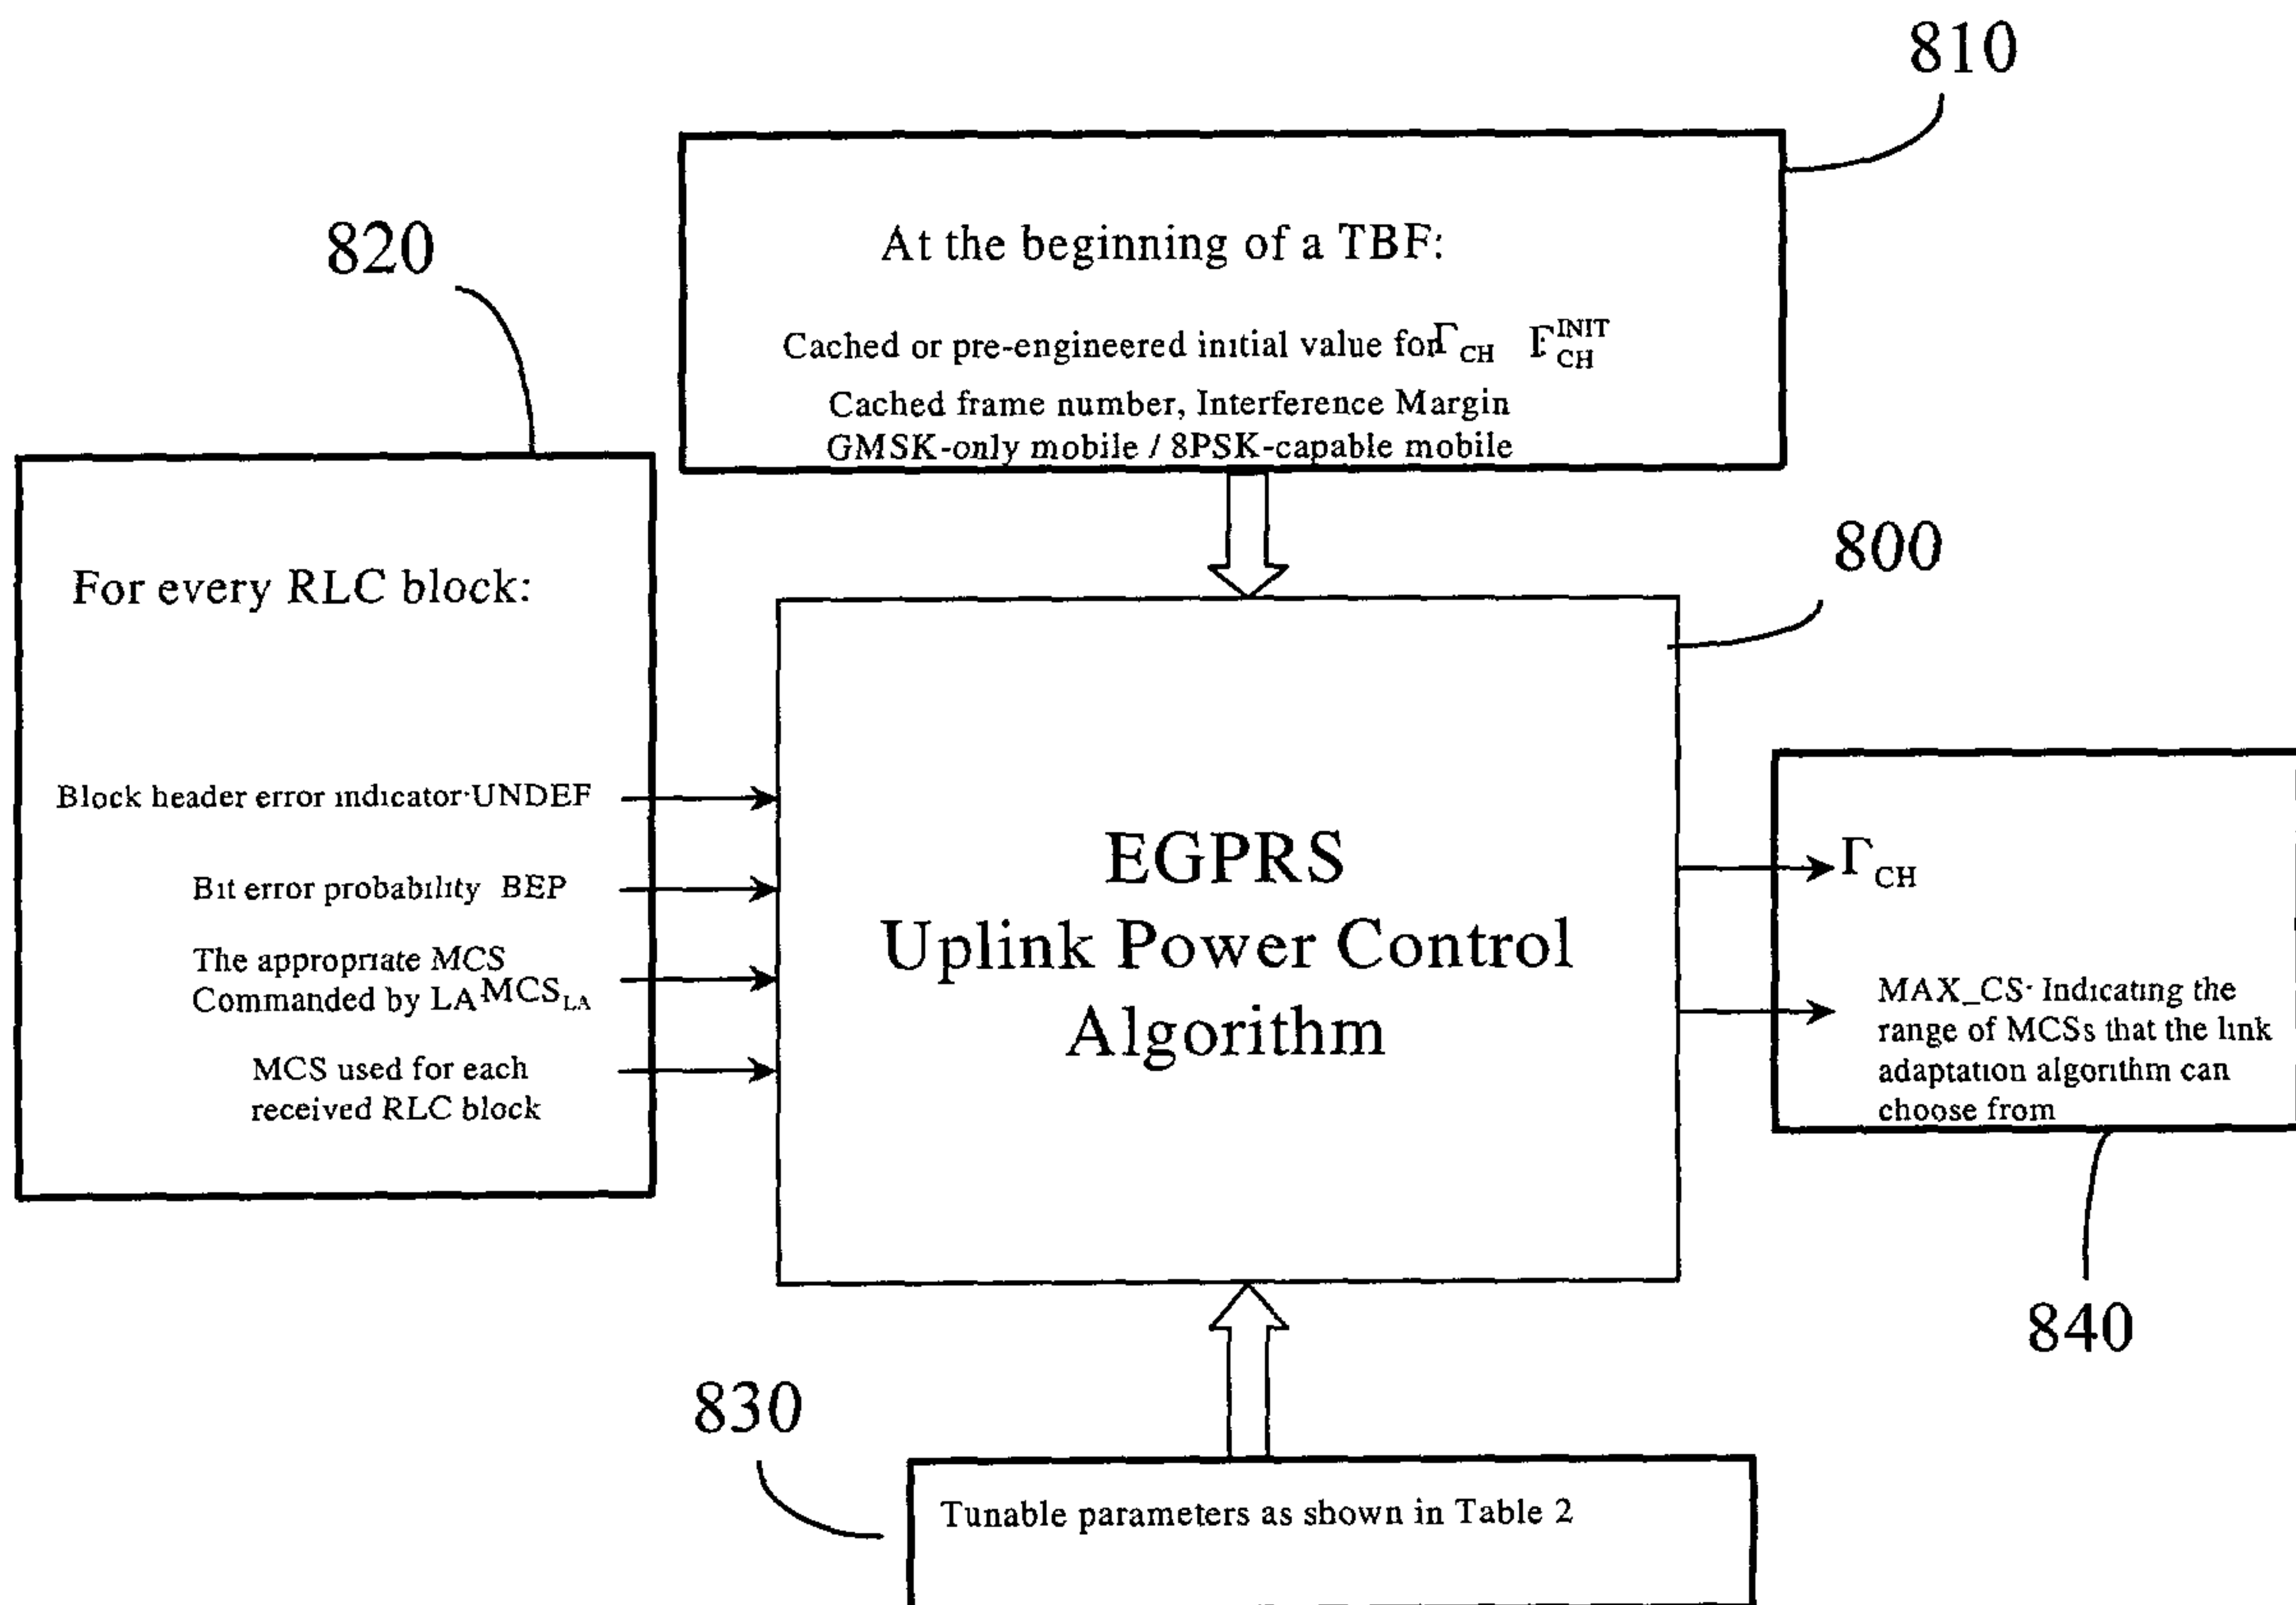 810
At the beginning of a TBF:
Cached or pre-engineered initial value for Γ_CH Γ_CH^INIT
Cached frame number, Interference Margin
GMSK-only mobile / 8PSK-capable mobile
820
For every RLC block:
Block header error indicator·UNDEF
Bit error probability BEP
The appropriate MCS
Commanded by LA MCS_LA
MCS used for each
received RLC block
800
EGPRS
Uplink Power Control
Algorithm
Γ_CH
MAX_CS· Indicating the
range of MCSs that the link
adaptation algorithm can
choose from
840
830
Tunable parameters as shown in Table 2